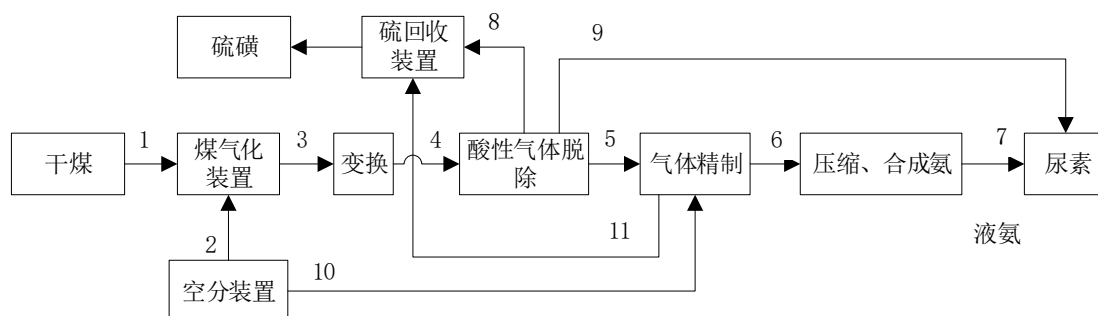 8
9
硫磺
硫回收
装置
1
3
4
5
6
7
干煤
煤气化
装置
变换
酸性气体脱
除
气体精制
压缩、合成氨
尿素
2
11
液氨
10
空分装置